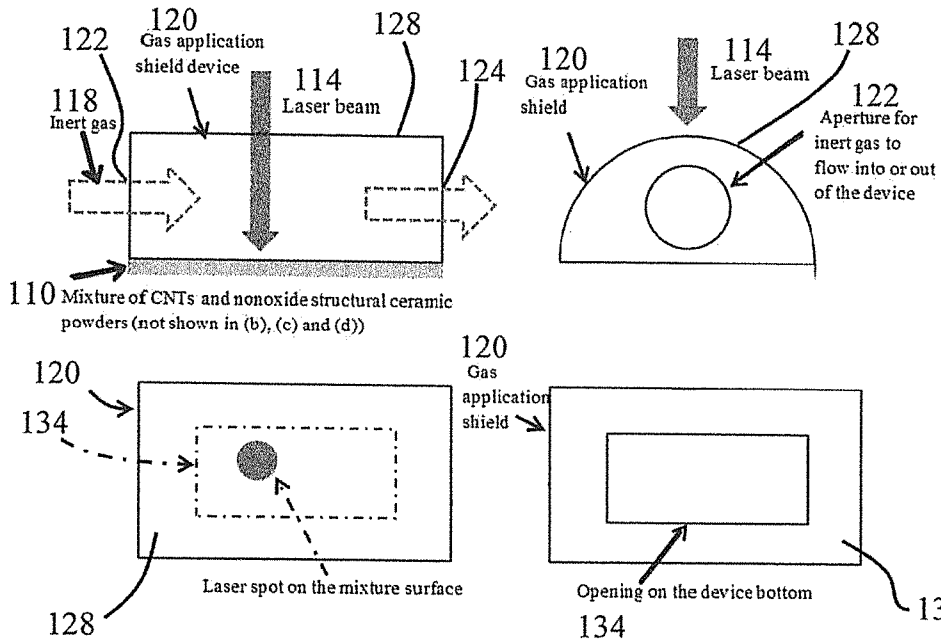 122
120
Gas application
shield device
128
114
Laser beam
124
118
Inert gas
110 Mixture of CNTs and nonoxide structural ceramic
powders (not shown in (b), (c) and (d))
120
Gas application
shield
114
Laser beam
128
122
Aperture for
inert gas to
flow into or out
of the device
120
134
Laser spot on the mixture surface
128
120
Gas
application
shield
Opening on the device bottom
134